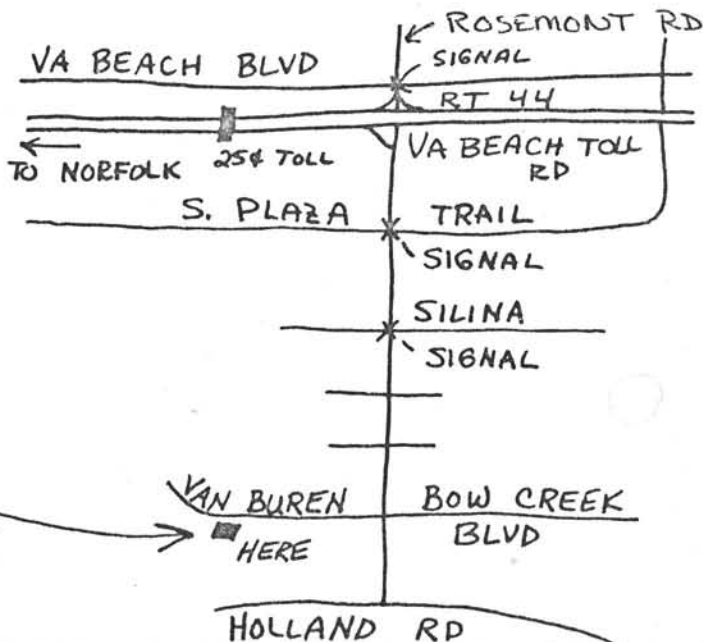 ROSEMONT RD
VA BEACH BLVD
SIGNAL
RT 44
TO NORFOLK
25¢ TOLL
VA BEACH TOLL
RD
S. PLAZA TRAIL
SIGNAL
SILINA
SIGNAL
VAN BUREN
BOW CREEK
BLVD
HERE
HOLLAND RD